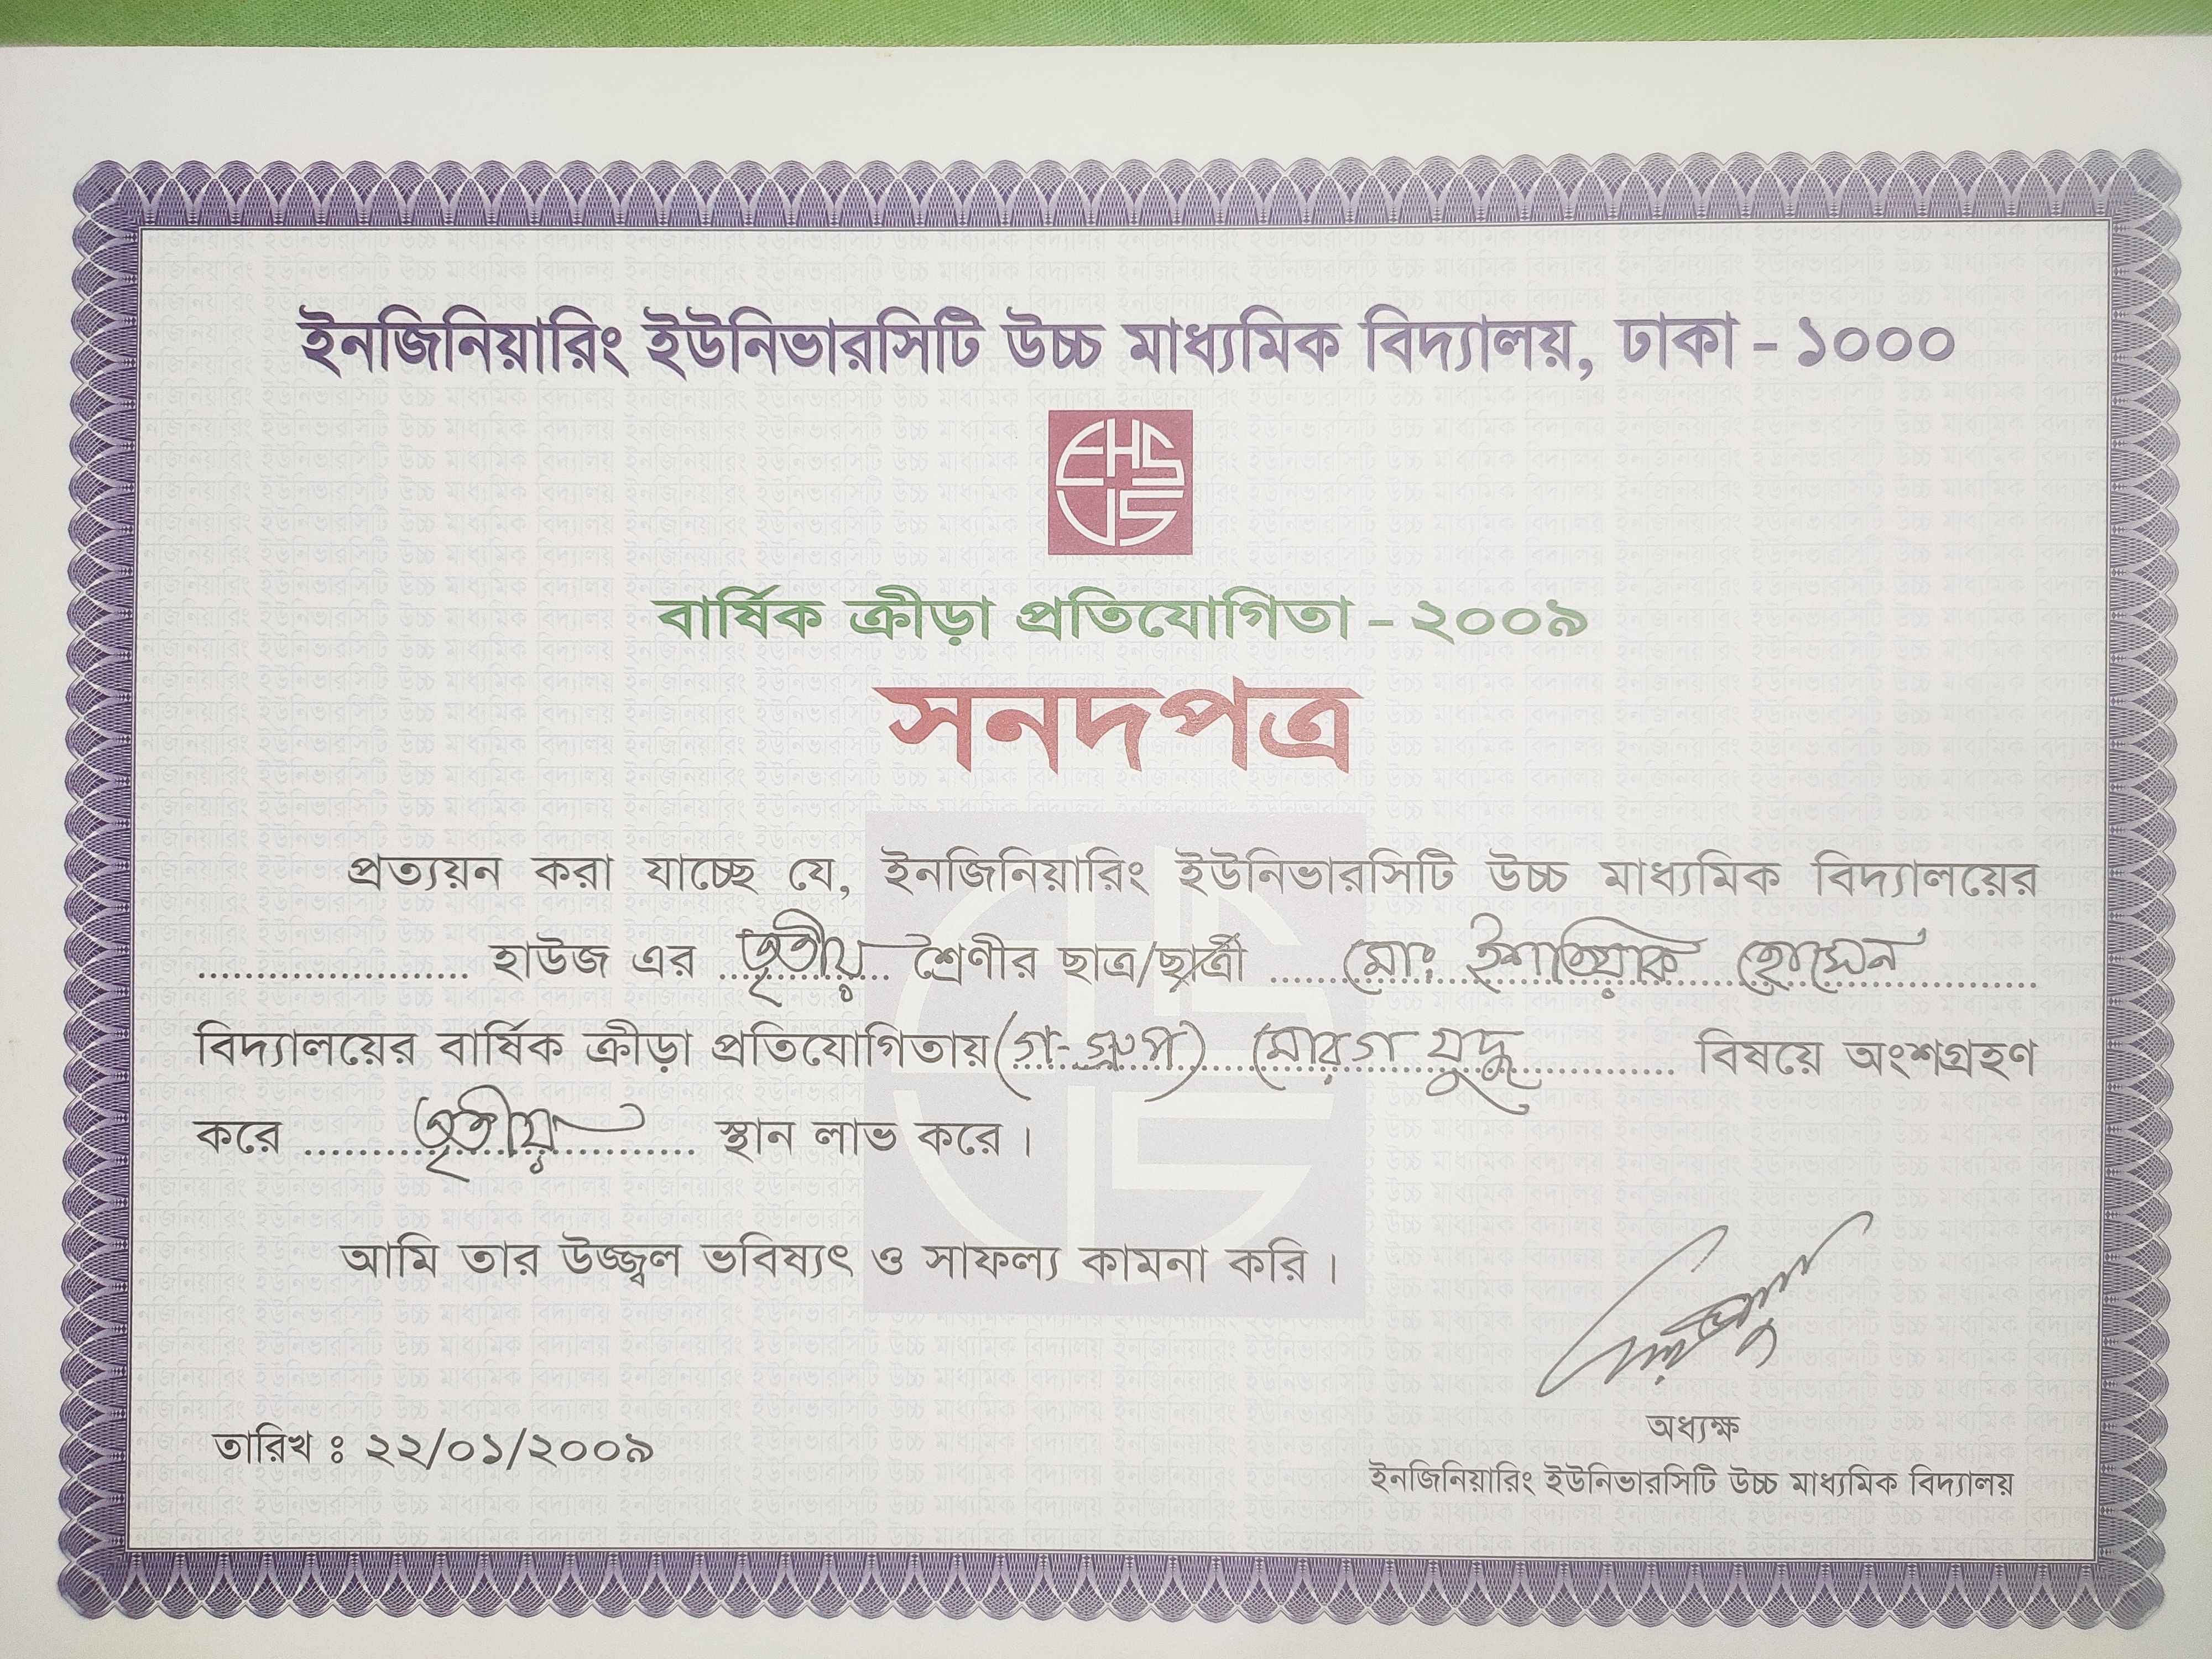 ইনজিনিয়ারিং ইউনিভারসিটি উচ্চ মাধ্যমিক বিদ্যালয়, ঢাকা - ১০০০
EHS
US
বার্ষিক ক্রীড়া প্রতিযোগিতা - ২০০৯
সনদপত্র
প্রত্যয়ন করা যাচ্ছে যে, ইনজিনিয়ারিং ইউনিভারসিটি উচ্চ মাধ্যমিক বিদ্যালয়ের
.................... হাউজ এর তৃতীয় শ্রেণীর ছাত্র/ছাত্রী ...... মোঃ ইশতিয়াক হোসেন
বিদ্যালয়ের বার্ষিক ক্রীড়া প্রতিযোগিতায় (গ-গ্রুপ) মোরগ যুদ্ধ ............ বিষয়ে অংশগ্রহণ
করে ......... তৃতীয় ......... স্থান লাভ করে।
আমি তার উজ্জ্বল ভবিষ্যৎ ও সাফল্য কামনা করি।
তারিখ ঃ ২২/০১/২০০৯
অধ্যক্ষ
ইনজিনিয়ারিং ইউনিভারসিটি উচ্চ মাধ্যমিক বিদ্যালয়